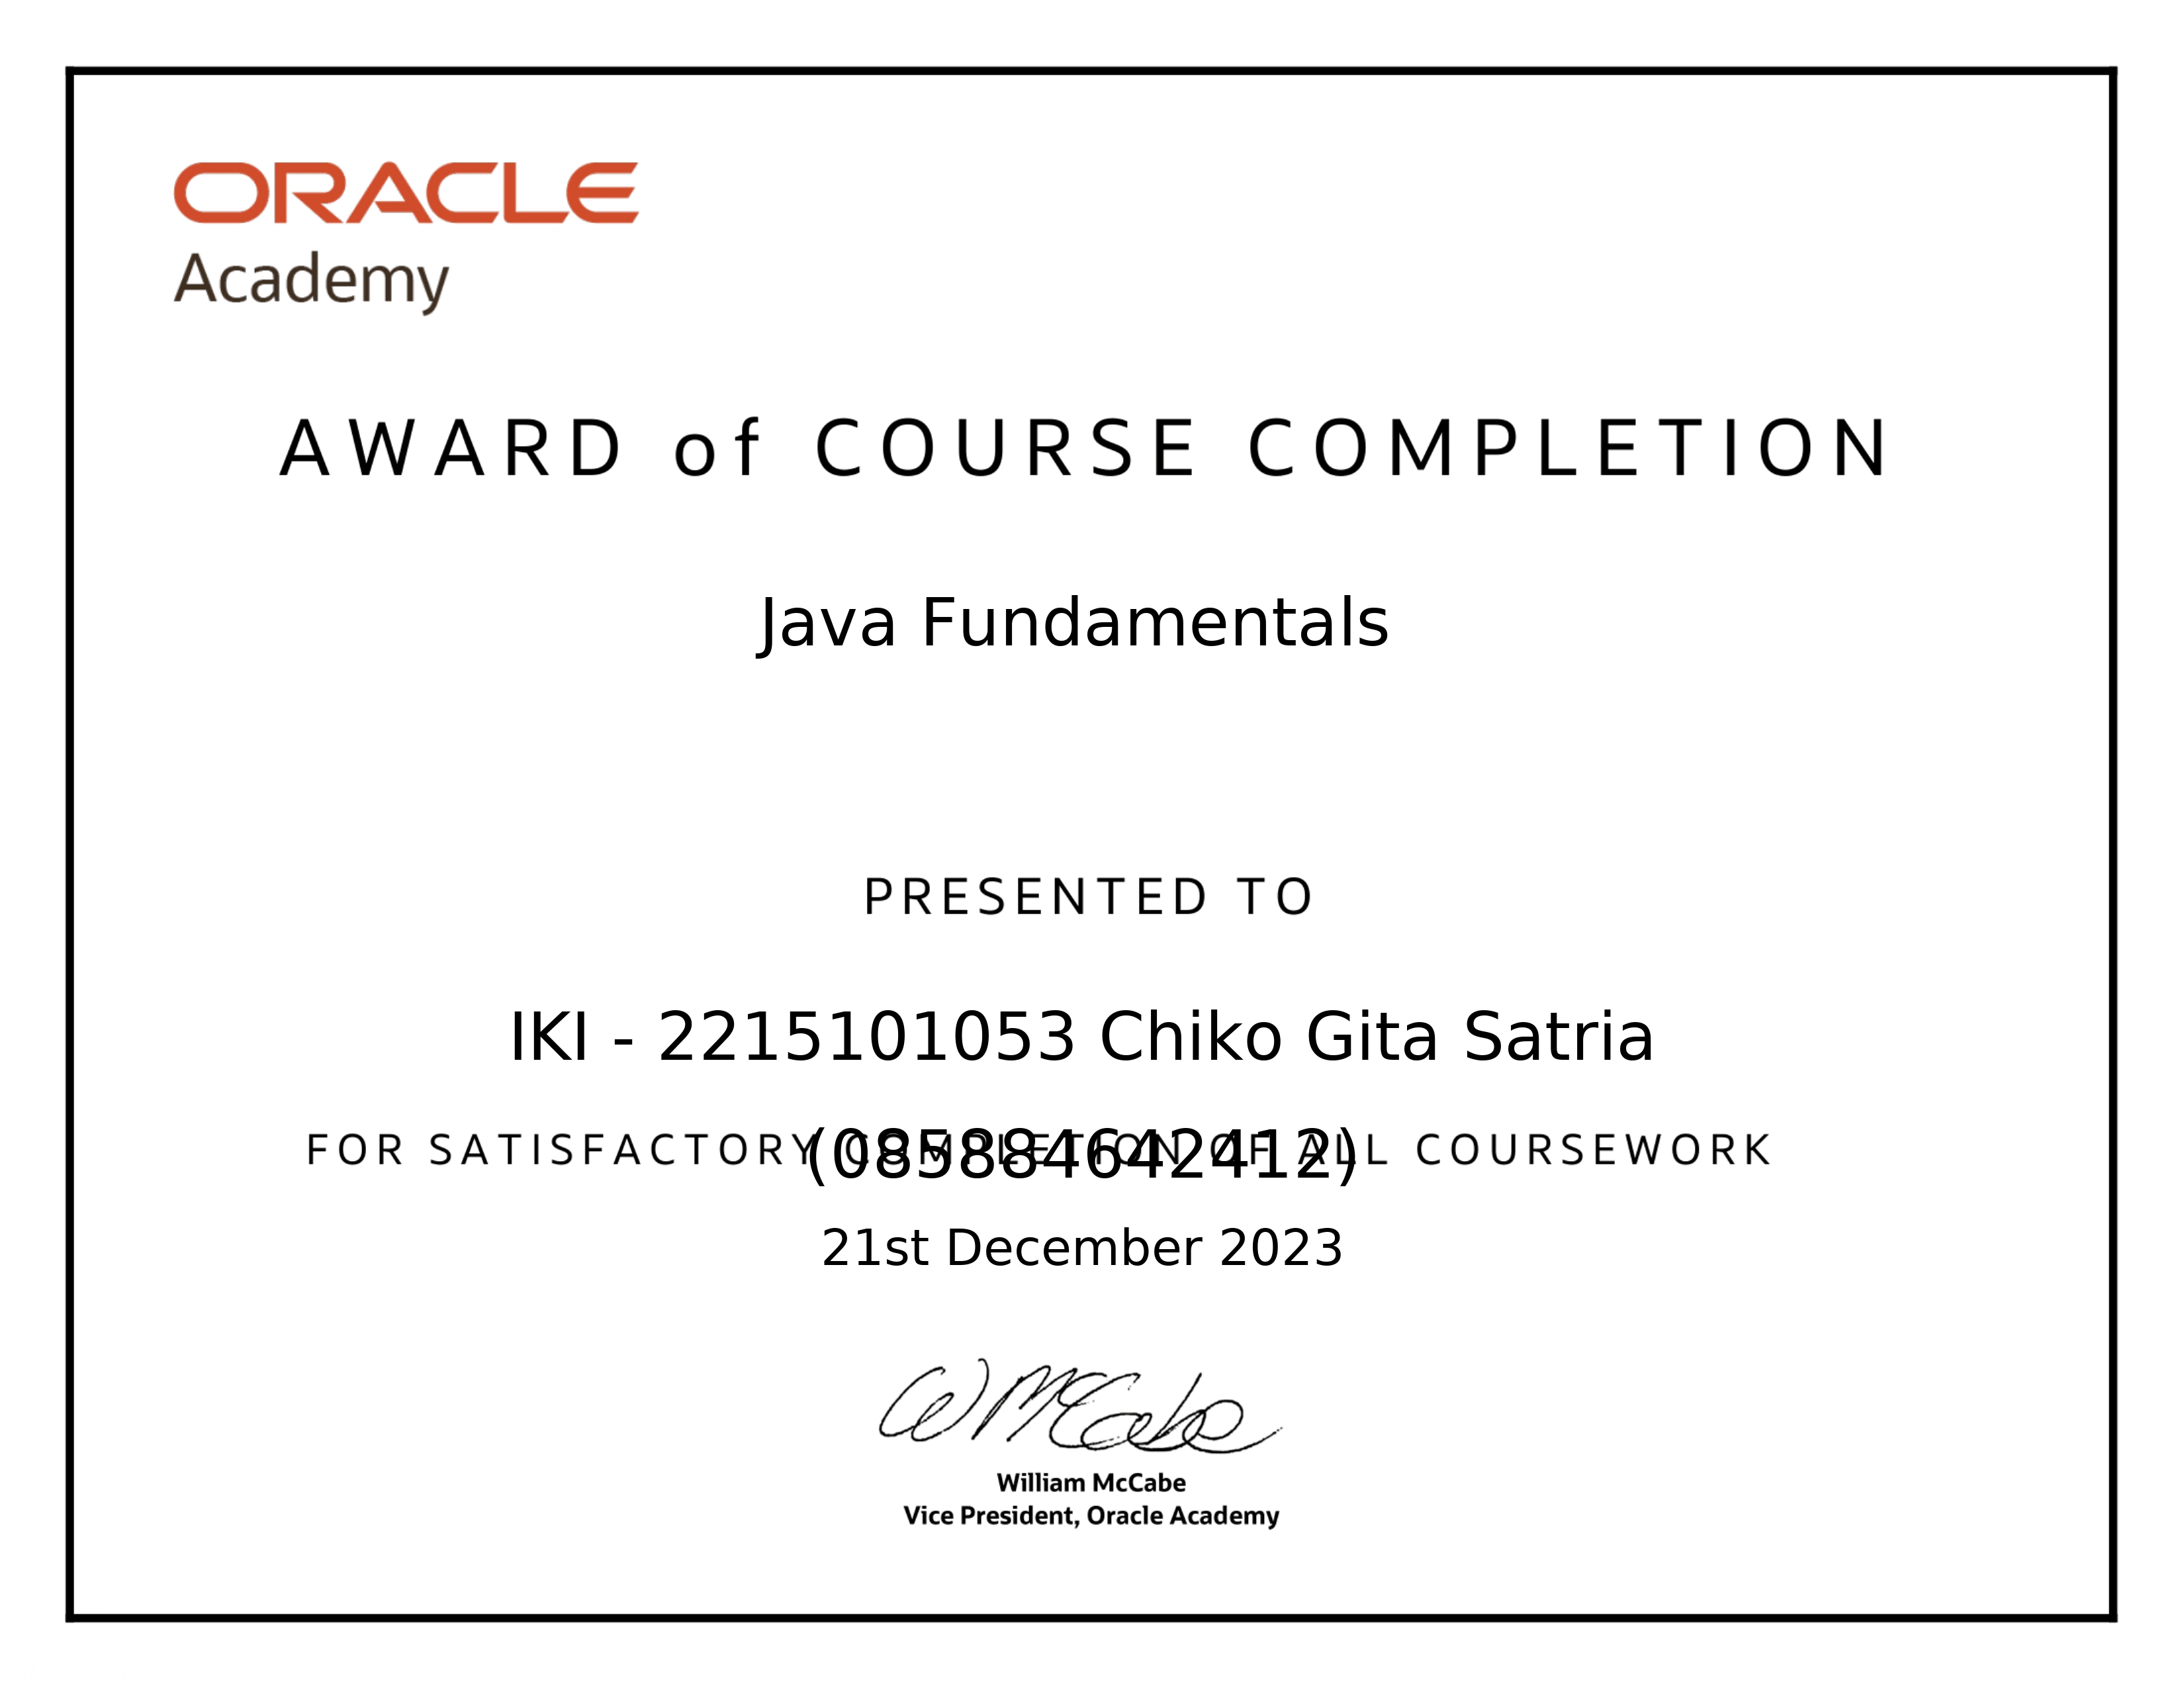 ORACLE
Academy
AWARD of COURSE COMPLETION
Java Fundamentals
PRESENTED TO
IKI - 2215101053 Chiko Gita Satria
(085884642412)
FOR SATISFACTORY COMPLETION OF ALL COURSEWORK
21st December 2023
W McCabe
William McCabe
Vice President, Oracle Academy